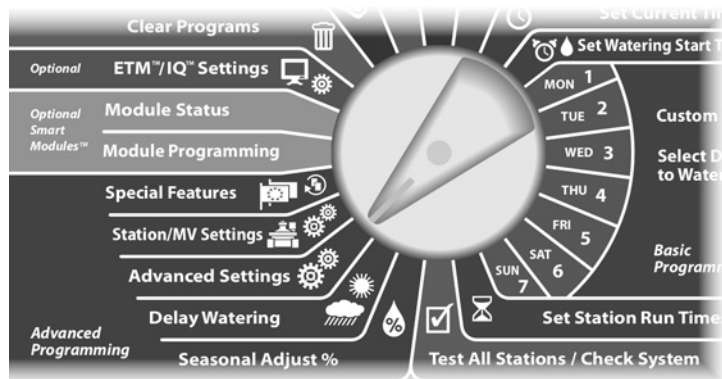 Clear Programs
Optional
ETM™/IQ™ Settings
Optional
Smart
Modules™
Module Status
Module Programming
Special Features
Station/MV Settings
Advanced Settings
Delay Watering
Advanced
Programming
Seasonal Adjust %
%
Set Current
Set Watering Start
MON 1
TUE 2
WED 3
THU 4
FRI 5
SAT 6
SUN 7
Custom
Select
to Water
Basic
Set Station Run Time
Test All Stations / Check System